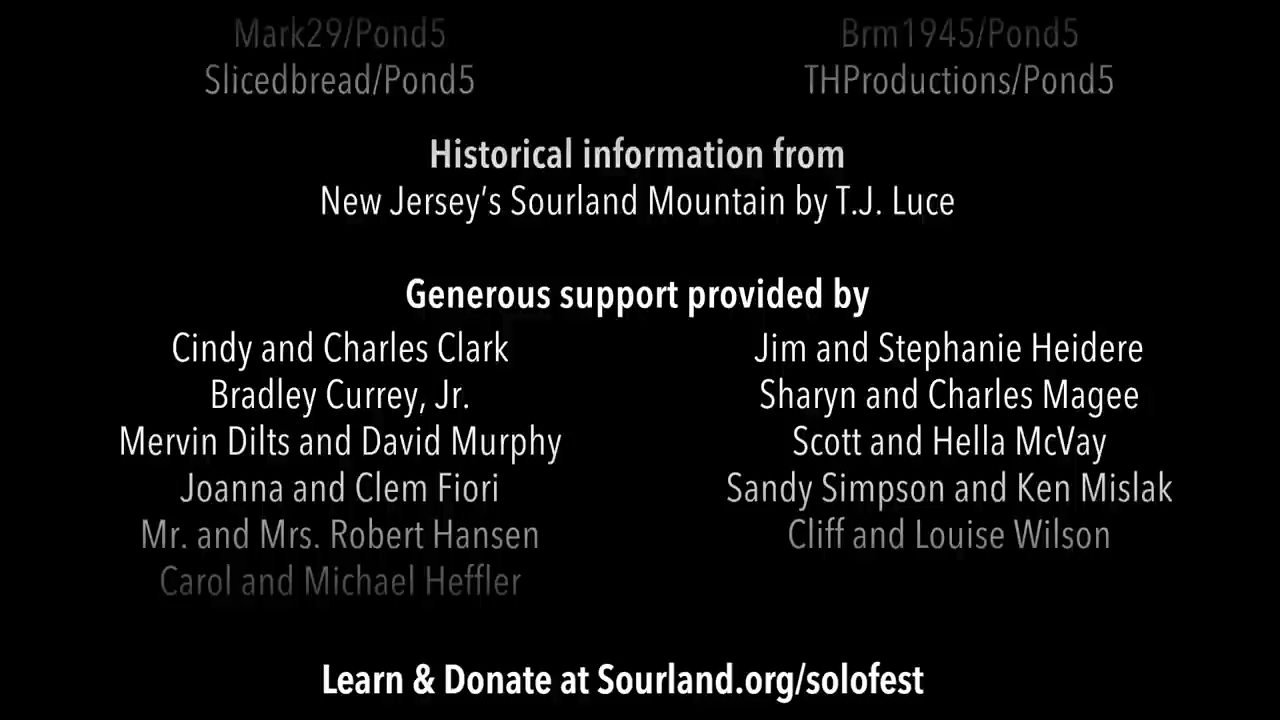 Mark29/Pond5
Brm1945/Pond5
Slicedbread/Pond5
THProductions/Pond5
Historical information from
New Jersey’s Sourland Mountain by T.J. Luce
Generous support provided by
Cindy and Charles Clark
Bradley Currey, Jr.
Mervin Dilts and David Murphy
Joanna and Clem Fiori
Mr. and Mrs. Robert Hansen
Carol and Michael Heffler
Jim and Stephanie Heidere
Sharyn and Charles Magee
Scott and Hella McVay
Sandy Simpson and Ken Mislak
Cliff and Louise Wilson
Learn & Donate at Sourland.org/solofest